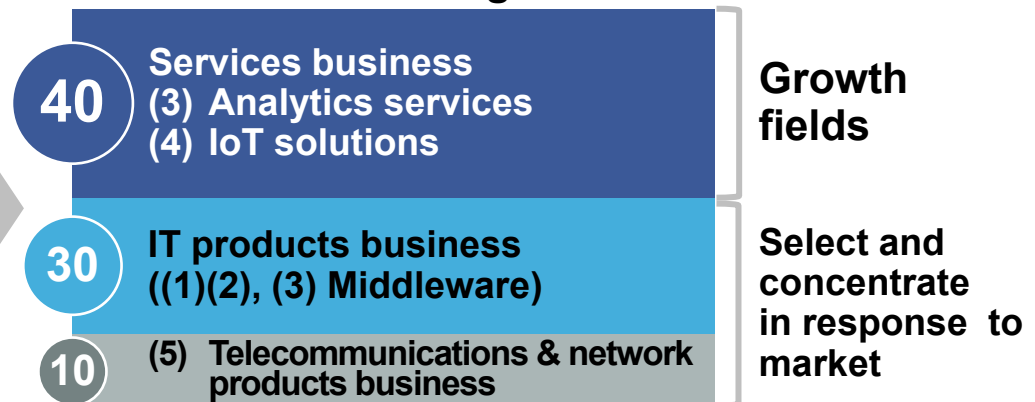 40
Services business
(3) Analytics services
(4) IoT solutions
Growth
fields
30
IT products business
((1)(2), (3) Middleware)
Select and
concentrate
in response to
market
10
(5) Telecommunications & network
products business